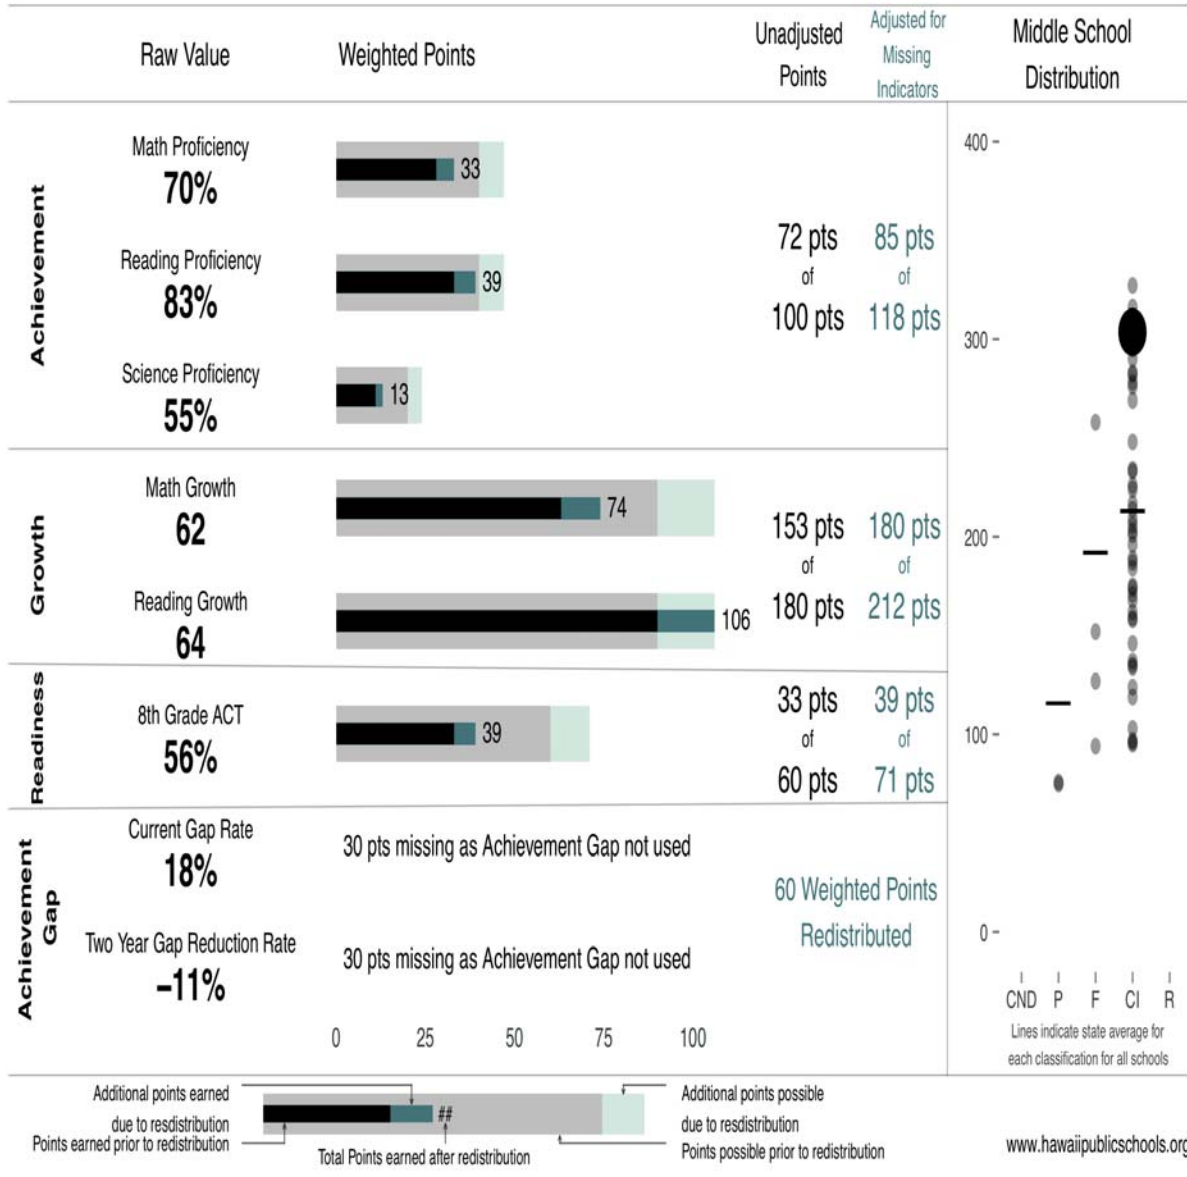 Raw Value
Weighted Points
Unadjusted
Points
Adjusted for
Missing
Indicators
Middle School
Distribution
Achievement
Math Proficiency
70%
33
Reading Proficiency
83%
39
Science Proficiency
55%
13
72 pts
of
100 pts
85 pts
of
118 pts
Growth
Math Growth
62
74
Reading Growth
64
106
153 pts
of
180 pts
180 pts
of
212 pts
Readiness
8th Grade ACT
56%
39
33 pts
of
60 pts
39 pts
of
71 pts
Achievement
Gap
Current Gap Rate
18%
30 pts missing as Achievement Gap not used
Two Year Gap Reduction Rate
–11%
30 pts missing as Achievement Gap not used
60 Weighted Points
Redistributed
0 25 50 75 100
400
300
200
100
0
CND P F CI R
Lines indicate state average for
each classification for all schools
Additional points earned
due to resdistribution
Points earned prior to redistribution
##
Total Points earned after redistribution
Additional points possible
due to resdistribution
Points possible prior to redistribution
www.hawaiipublicschools.org